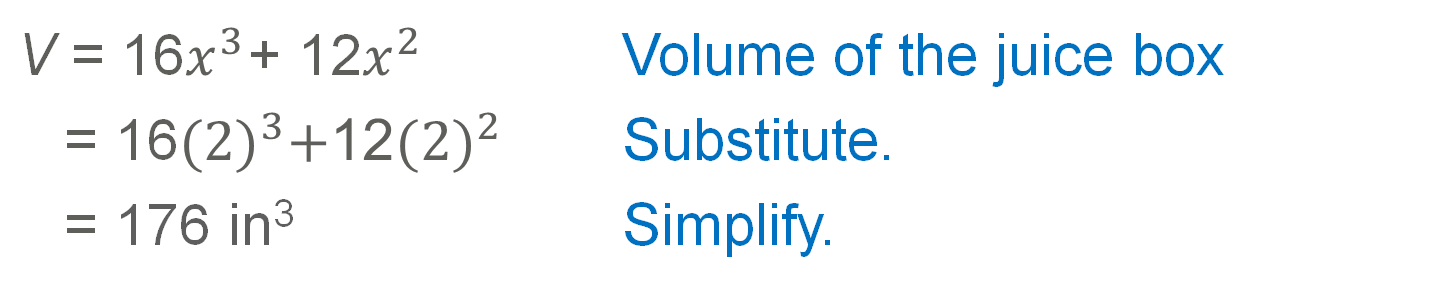 V = 16x³+ 12x² Volume of the juice box
= 16(2)³+12(2)² Substitute.
= 176 in³ Simplify.